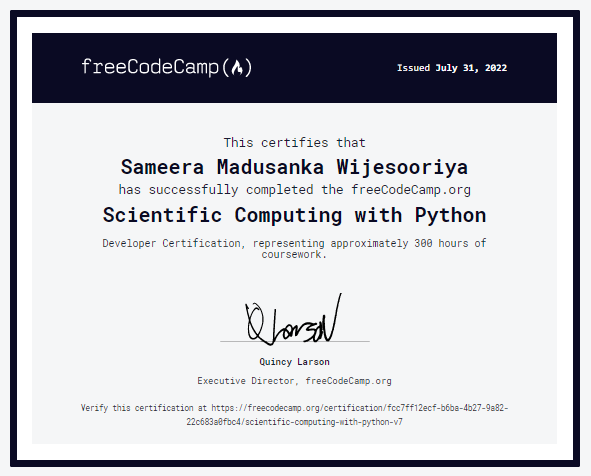 freeCodeCamp(🔥)
Issued July 31, 2022
This certifies that
Sameera Madusanka Wijesooriya
has successfully completed the freeCodeCamp.org
Scientific Computing with Python
Developer Certification, representing approximately 300 hours of
coursework.
Q Larson
Quincy Larson
Executive Director, freeCodeCamp.org
Verify this certification at https://freecodecamp.org/certification/fcc7ff12ecf-b6ba-4b27-9a82-
22c683a0fbc4/scientific-computing-with-python-v7